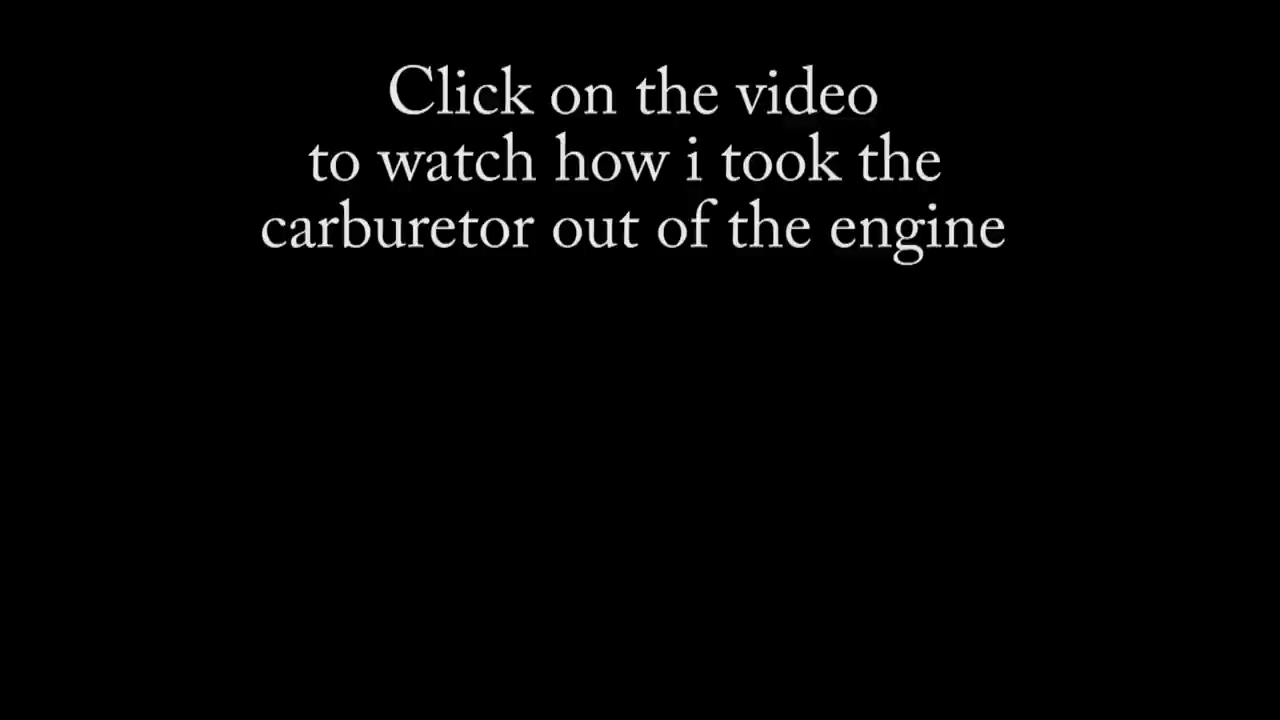 Click on the video
to watch how i took the
carburetor out of the engine